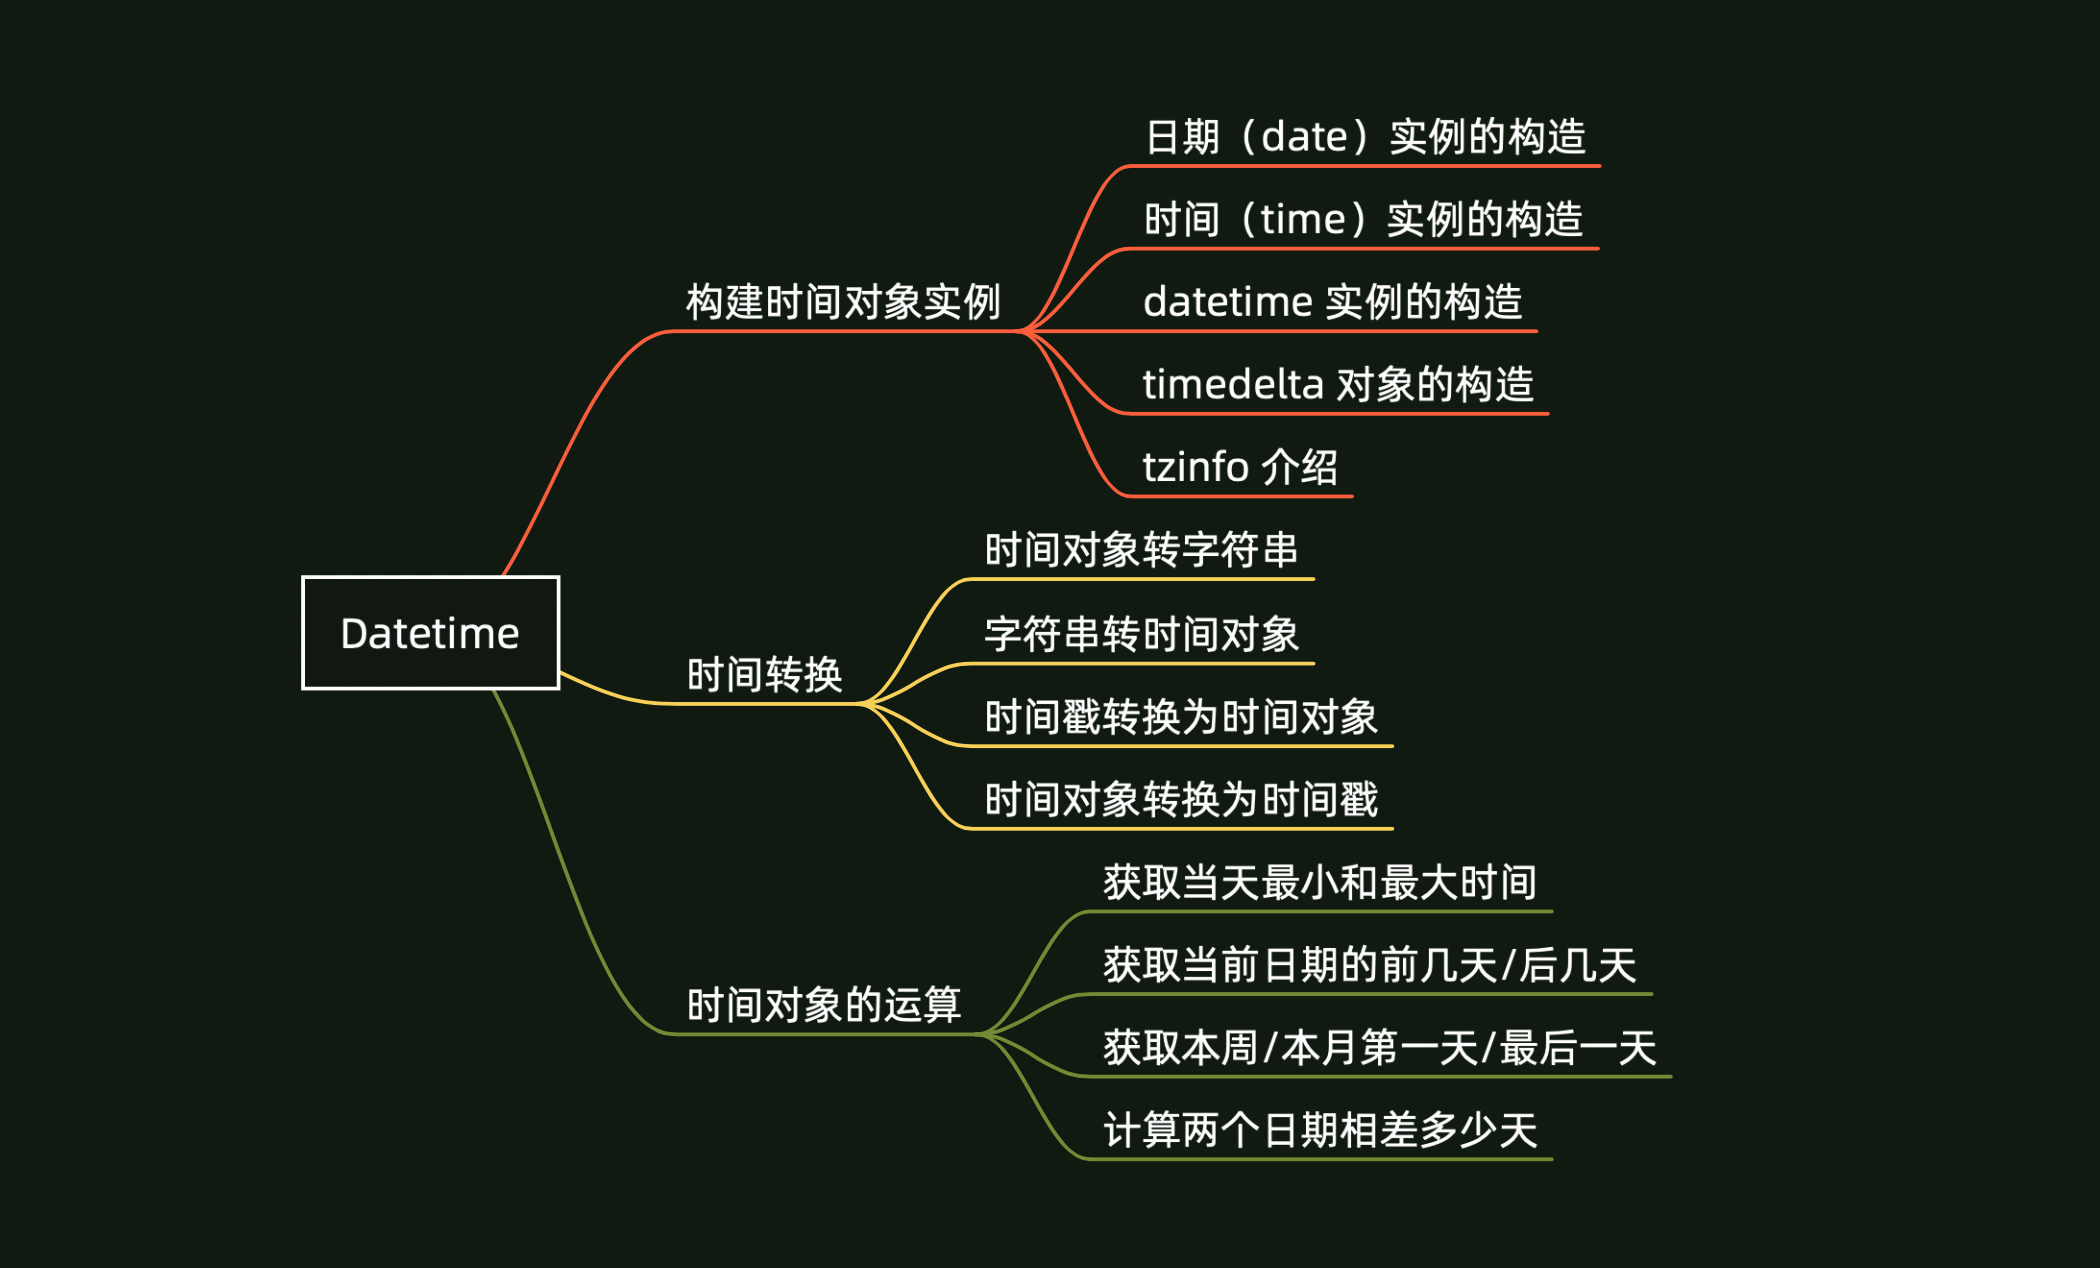 Datetime
构建时间对象实例
日期（date）实例的构造
时间（time）实例的构造
datetime 实例的构造
timedelta 对象的构造
tzinfo 介绍
时间转换
时间对象转字符串
字符串转时间对象
时间戳转换为时间对象
时间对象转换为时间戳
时间对象的运算
获取当天最小和最大时间
获取当前日期的前几天/后几天
获取本周/本月第一天/最后一天
计算两个日期相差多少天